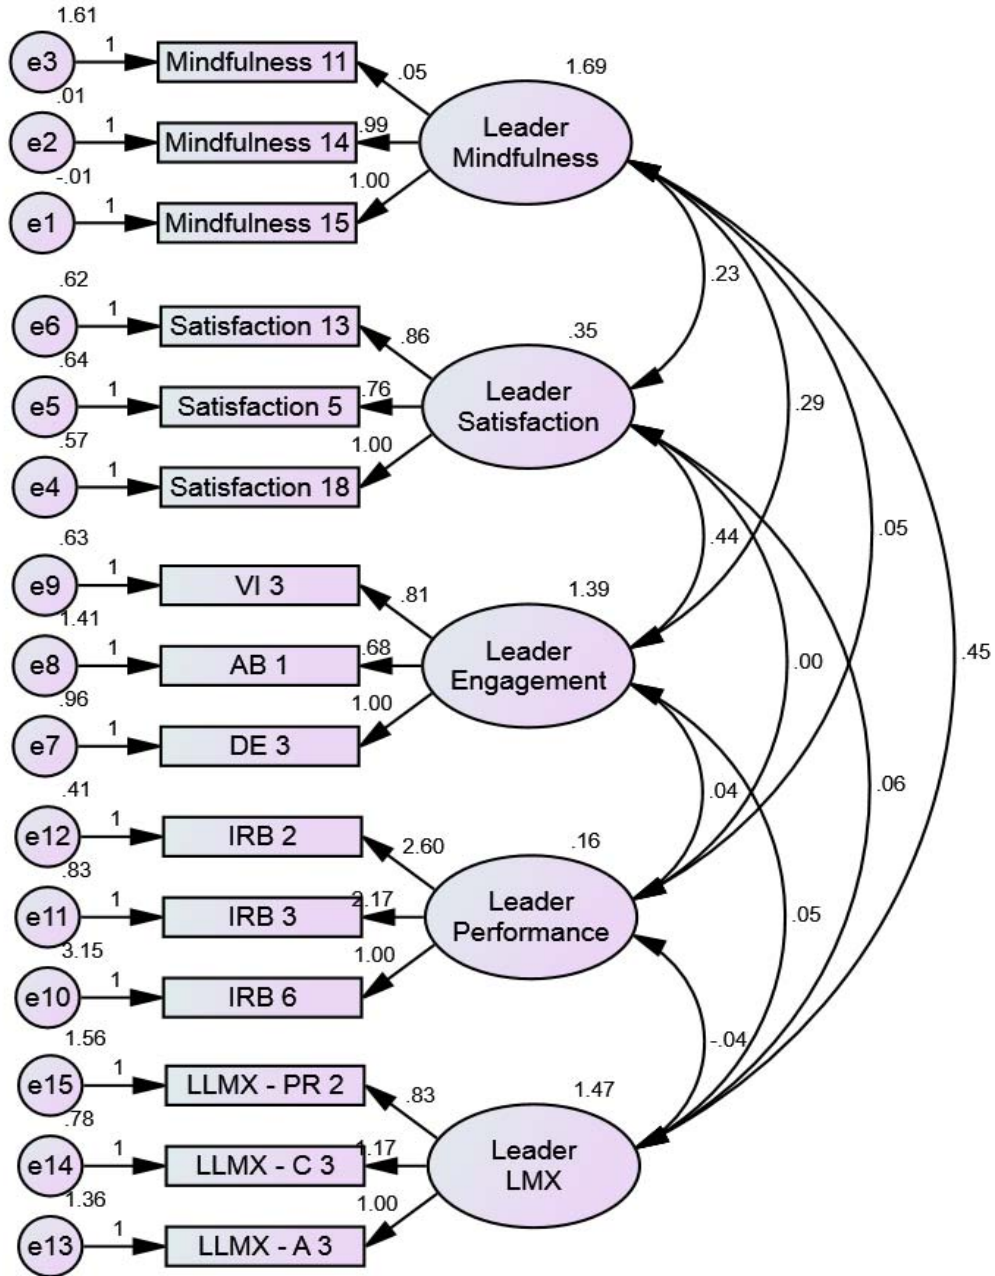 1.61
e3 1 Mindfulness 11 .05 1.69
.01
e2 1 Mindfulness 14 .99 Leader
Mindfulness
-.01
e1 1 Mindfulness 15 1.00
.23
.62
e6 1 Satisfaction 13 .86 .35
.64
e5 1 Satisfaction 5 .76 Leader
Satisfaction
.29
.57
e4 1 Satisfaction 18 1.00
.44
.05
.63
e9 1 VI 3 .81 1.39
1.41
e8 1 AB 1 .68 Leader
Engagement
.00
.45
.96
e7 1 DE 3 1.00
.04
.06
.41
e12 1 IRB 2 2.60 .16
.83
e11 1 IRB 3 2.17 Leader
Performance
.05
3.15
e10 1 IRB 6 1.00
-.04
1.56
e15 1 LLMX - PR 2 .83 1.47
.78
e14 1 LLMX - C 3 1.17 Leader
LMX
1.36
e13 1 LLMX - A 3 1.00